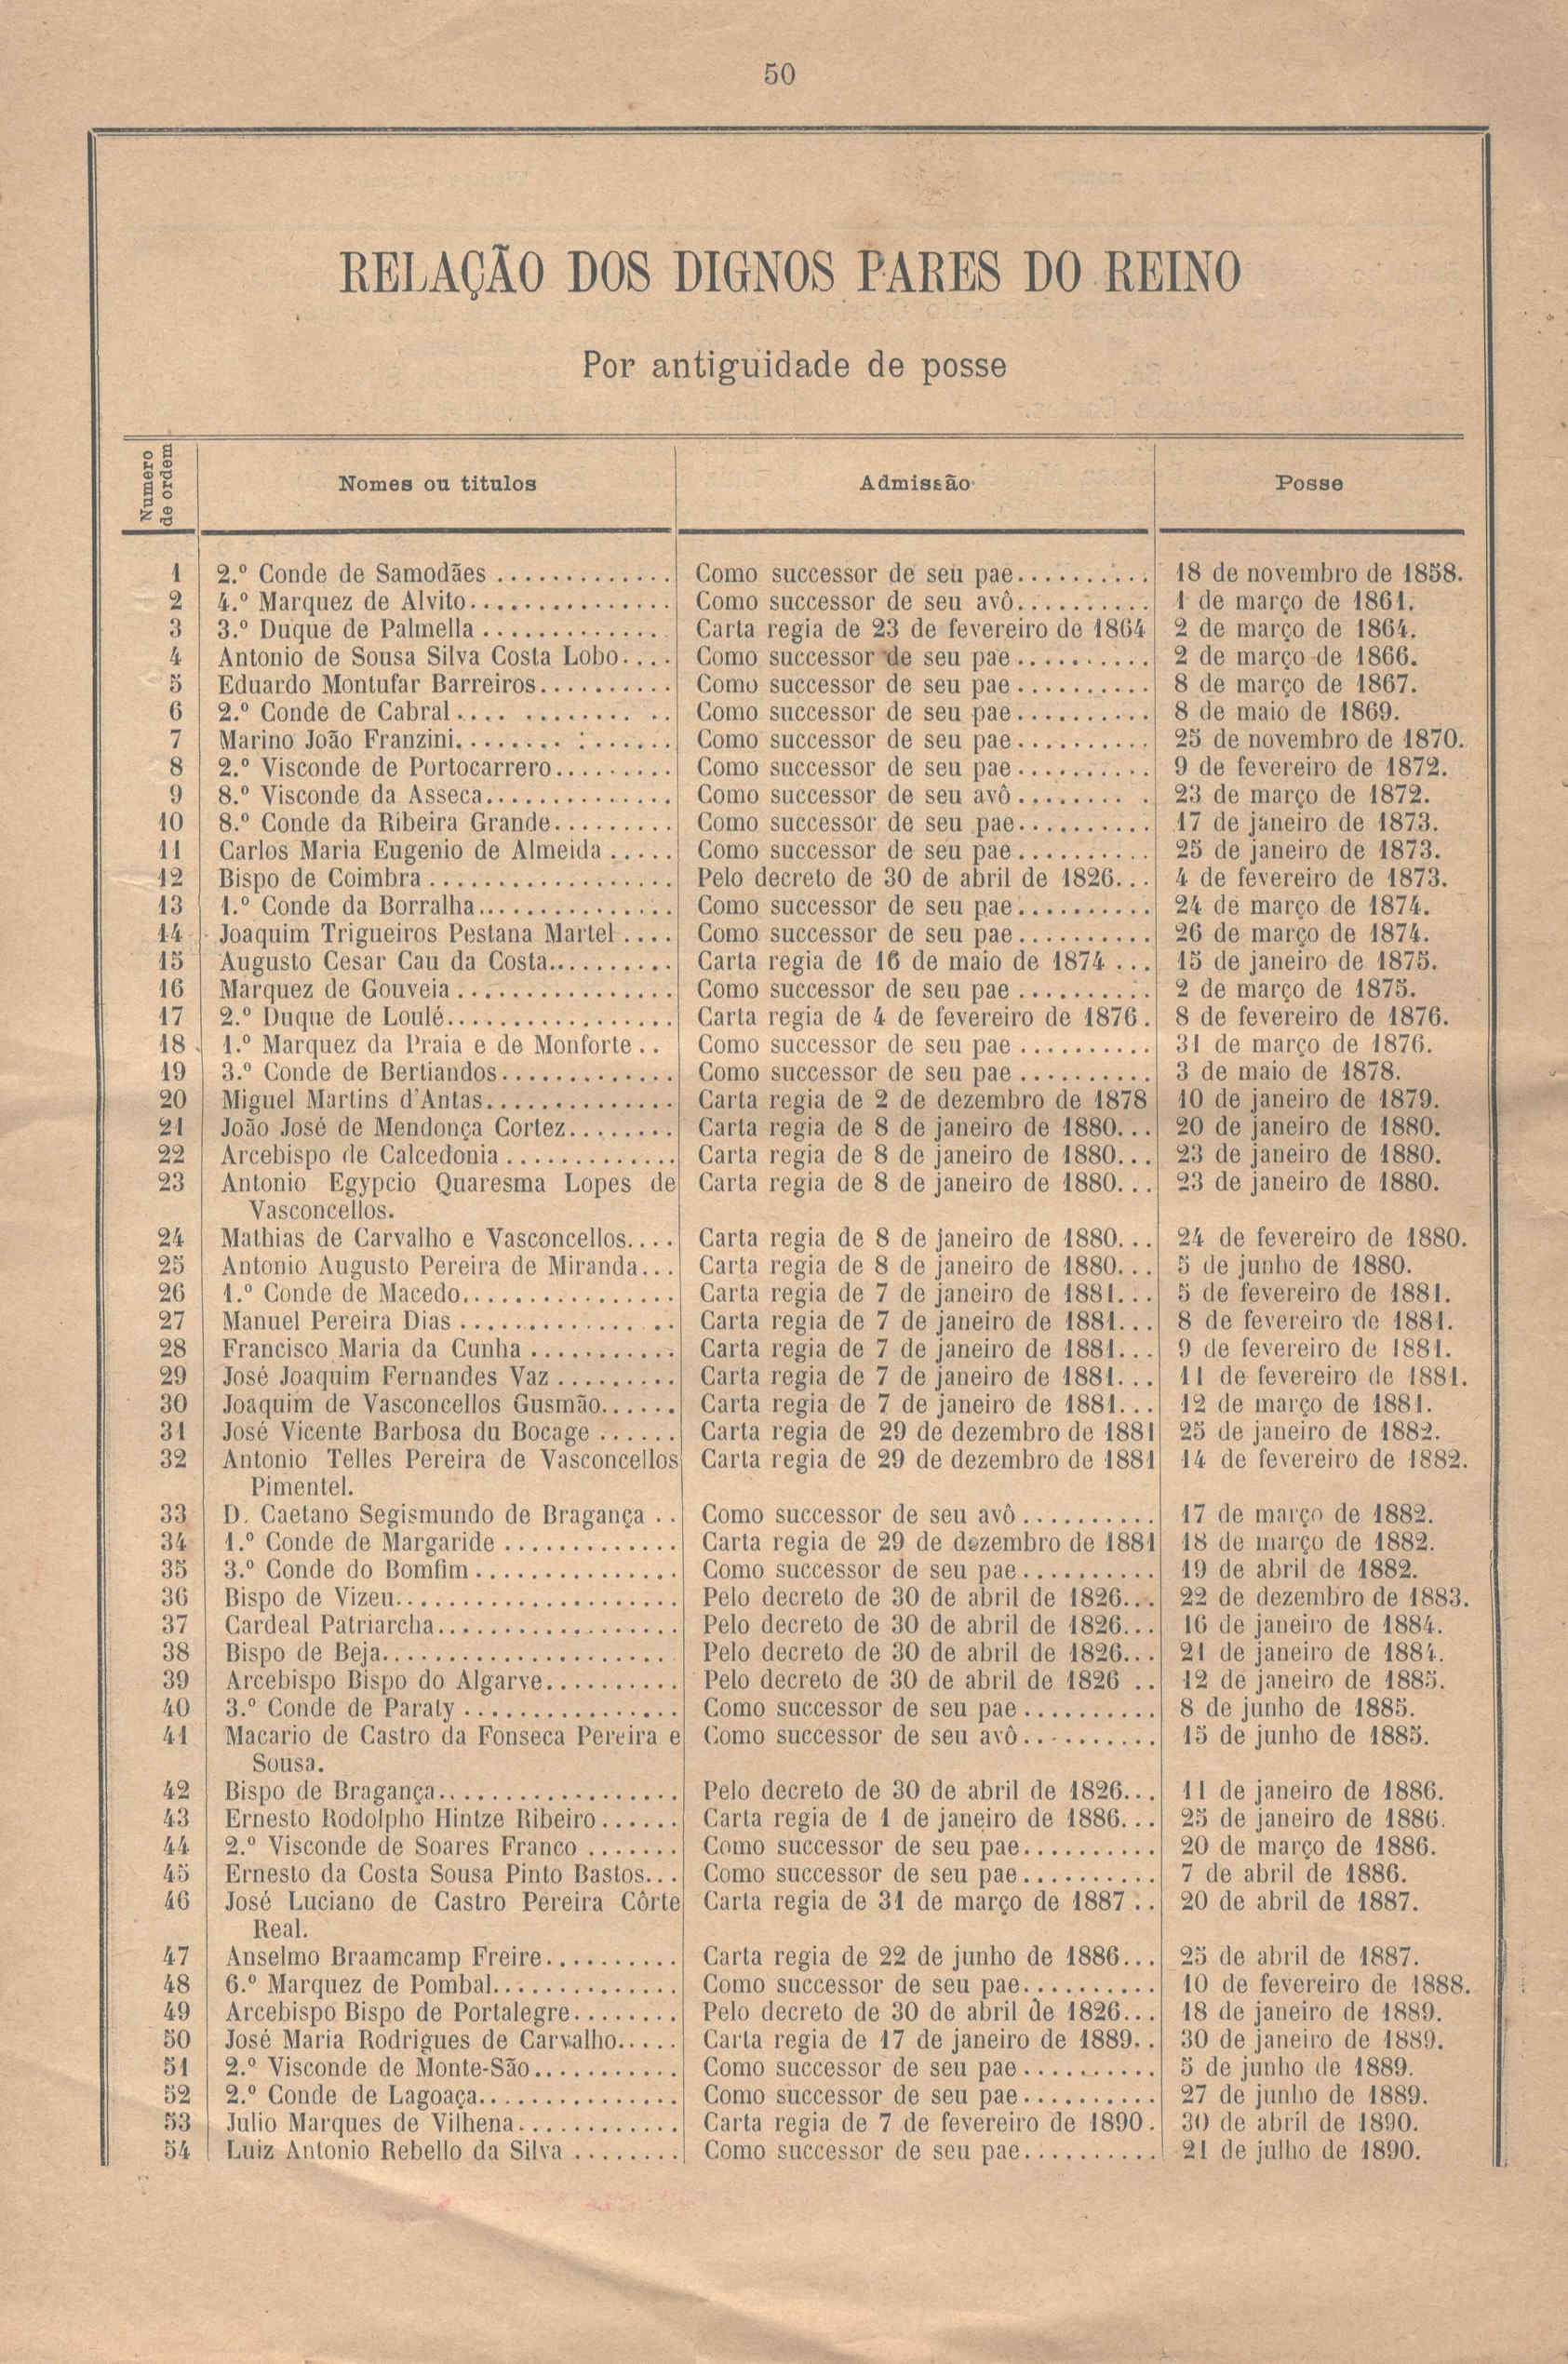 50
RELAÇÃO DOS DIGNOS PARES DO REINO
Por antiguidade de posse
Numero de ordem Nomes ou titulos Admissão Posse
1 2.º Conde de Samodães ............. Como successor de seu pae.......... 18 de novembro de 1858.
2 4.º Marquez de Alvito............... Como successor de seu avô.......... 1 de março de 1861.
3 3.º Duque de Palmella .............. Carta regia de 23 de fevereiro de 1864 2 de março de 1864.
4 Antonio de Sousa Silva Costa Lobo.... Como successor de seu pae.......... 2 de março de 1866.
5 Eduardo Montufar Barreiros.......... Como successor de seu pae.......... 8 de março de 1867.
6 2.º Conde de Cabral.... ........ .. Como successor de seu pae.......... 8 de maio de 1869.
7 Marino João Franzini............... Como successor de seu pae.......... 25 de novembro de 1870.
8 2.º Visconde de Portocarrero......... Como successor de seu pae.......... 9 de fevereiro de 1872.
9 8.º Visconde da Asseca.............. Como successor de seu avô ........ . 23 de março de 1872.
10 8.º Conde da Ribeira Grande......... Como successor de seu pae.......... 17 de janeiro de 1873.
11 Carlos Maria Eugenio de Almeida ..... Como successor de seu pae.......... 25 de janeiro de 1873.
12 Bispo de Coimbra .................. Pelo decreto de 30 de abril de 1826... 4 de fevereiro de 1873.
13 1.º Conde da Borralha.............. Como successor de seu pae.......... 24 de março de 1874.
14 Joaquim Trigueiros Pestana Martel .... Como successor de seu pae.......... 26 de março de 1874.
15 Augusto Cesar Cau da Costa.......... Carta regia de 16 de maio de 1874 ... 15 de janeiro de 1875.
16 Marquez de Gouveia ................ Como successor de seu pae .......... 2 de março de 1875.
17 2.º Duque de Loulé................. Carta regia de 4 de fevereiro de 1876. 8 de fevereiro de 1876.
18 1.º Marquez da Praia e de Monforte .. Como successor de seu pae .......... 31 de março de 1876.
19 3.º Conde de Bertiandos............. Como successor de seu pae .......... 3 de maio de 1878.
20 Miguel Martins d'Antas.............. Carta regia de 2 de dezembro de 1878 10 de janeiro de 1879.
21 João José de Mendonça Cortez........ Carta regia de 8 de janeiro de 1880... 20 de janeiro de 1880.
22 Arcebispo de Calcedonia ............. Carta regia de 8 de janeiro de 1880... 23 de janeiro de 1880.
23 Antonio Egypcio Quaresma Lopes de Carta regia de 8 de janeiro de 1880... 23 de janeiro de 1880.
Vasconcellos.
24 Mathias de Carvalho e Vasconcellos.... Carta regia de 8 de janeiro de 1880... 24 de fevereiro de 1880.
25 Antonio Augusto Pereira de Miranda... Carta regia de 8 de janeiro de 1880... 5 de junho de 1880.
26 1.º Conde de Macedo................ Carta regia de 7 de janeiro de 1881... 5 de fevereiro de 1881.
27 Manuel Pereira Dias ............. .. Carta regia de 7 de janeiro de 1881... 8 de fevereiro de 1881.
28 Francisco Maria da Cunha ........... Carta regia de 7 de janeiro de 1881... 9 de fevereiro de 1881.
29 José Joaquim Fernandes Vaz ......... Carta regia de 7 de janeiro de 1881... 11 de fevereiro de 1881.
30 Joaquim de Vasconcellos Gusmão...... Carta regia de 7 de janeiro de 1881... 12 de março de 1881.
31 José Vicente Barbosa du Bocage ...... Carta regia de 29 de dezembro de 1881 25 de janeiro de 1882.
32 Antonio Telles Pereira de Vasconcellos Carta regia de 29 de dezembro de 1881 14 de fevereiro de 1882.
Pimentel.
33 D. Caetano Segismundo de Bragança .. Como successor de seu avô .......... 17 de março de 1882.
34 1.º Conde de Margaride ............. Carta regia de 29 de dezembro de 1881 18 de março de 1882.
35 3.º Conde do Bomfim ............... Como successor de seu pae .......... 19 de abril de 1882.
36 Bispo de Vizeu..................... Pelo decreto de 30 de abril de 1826... 22 de dezembro de 1883.
37 Cardeal Patriarcha.................. Pelo decreto de 30 de abril de 1826... 16 de janeiro de 1884.
38 Bispo de Beja..................... Pelo decreto de 30 de abril de 1826... 21 de janeiro de 1884.
39 Arcebispo Bispo do Algarve.......... Pelo decreto de 30 de abril de 1826 .. 12 de janeiro de 1885.
40 3.º Conde de Paraty ................ Como successor de seu pae .......... 8 de junho de 1885.
41 Macario de Castro da Fonseca Pereira e Como successor de seu avô .......... 15 de junho de 1885.
Sousa.
42 Bispo de Bragança.................. Pelo decreto de 30 de abril de 1826... 11 de janeiro de 1886.
43 Ernesto Rodolpho Hintze Ribeiro ...... Carta regia de 1 de janeiro de 1886... 25 de janeiro de 1886.
44 2.º Visconde de Soares Franco ....... Como successor de seu pae.......... 20 de março de 1886.
45 Ernesto da Costa Sousa Pinto Bastos... Como successor de seu pae .......... 7 de abril de 1886.
46 José Luciano de Castro Pereira Côrte Carta regia de 31 de março de 1887 .. 20 de abril de 1887.
Real.
47 Anselmo Braamcamp Freire.......... Carta regia de 22 de junho de 1886... 25 de abril de 1887.
48 6.º Marquez de Pombal.............. Como successor de seu pae.......... 10 de fevereiro de 1888.
49 Arcebispo Bispo de Portalegre........ Pelo decreto de 30 de abril de 1826... 18 de janeiro de 1889.
50 José Maria Rodrigues de Carvalho..... Carta regia de 17 de janeiro de 1889.. 30 de janeiro de 1889.
51 2.º Visconde de Monte-São........... Como successor de seu pae .......... 5 de junho de 1889.
52 2.º Conde de Lagoaça............... Como successor de seu pae .......... 27 de junho de 1889.
53 Julio Marques de Vilhena............ Carta regia de 7 de fevereiro de 1890. 30 de abril de 1890.
54 Luiz Antonio Rebello da Silva ........ Como successor de seu pae.......... 21 de julho de 1890.